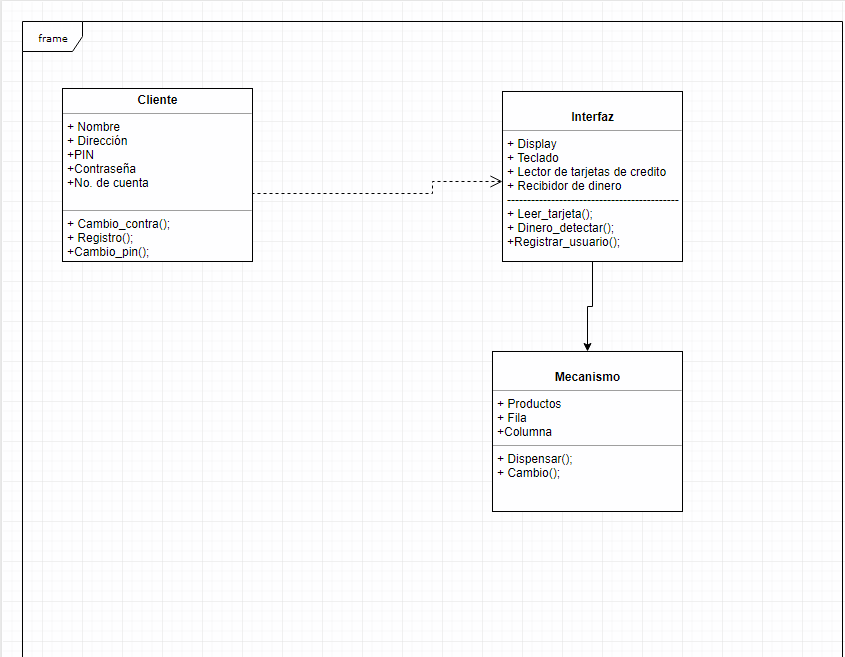 frame
Cliente
+ Nombre
+ Dirección
+PIN
+Contraseña
+No. de cuenta
+ Cambio_contra();
+ Registro();
+Cambio_pin();
Interfaz
+ Display
+ Teclado
+ Lector de tarjetas de credito
+ Recibidor de dinero
+ Leer_tarjeta();
+ Dinero_detectar();
+Registrar_usuario();
Mecanismo
+ Productos
+ Fila
+Columna
+ Dispensar();
+ Cambio();